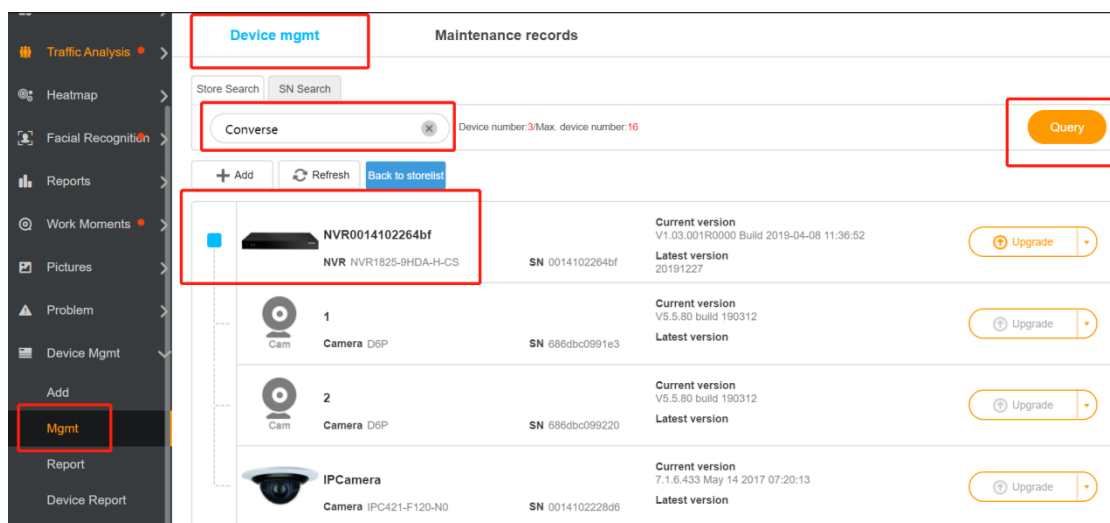 Device mgmt
Maintenance records
Traffic Analysis
Heatmap
Facial Recognition
Reports
Work Moments
Pictures
Problem
Device Mgmt
Add
Mgmt
Report
Device Report
Store Search
SN Search
Converse
Device number:3/Max. device number:16
Query
Add
Refresh
Back to storelist
NVR0014102264bf
NVR NVR1825-9HDA-H-CS
SN 0014102264bf
Current version
V1.03.001R0000 Build 2019-04-08 11:36:52
Latest version
20191227
Upgrade
Cam
1
Camera D6P
SN 686dbc0991e3
Current version
V5.5.80 build 190312
Latest version
Upgrade
Cam
2
Camera D6P
SN 686dbc099220
Current version
V5.5.80 build 190312
Latest version
Upgrade
IPCamera
Camera IPC421-F120-N0
SN 0014102228d6
Current version
7.1.6.433 May 14 2017 07:20:13
Latest version
Upgrade